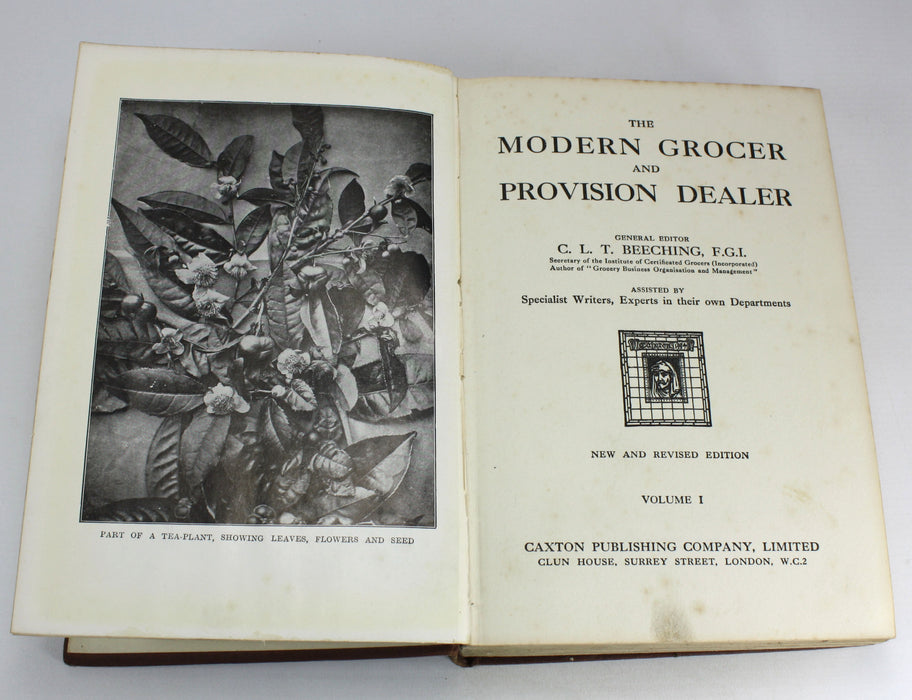 PART OF A TEA-PLANT, SHOWING LEAVES, FLOWERS AND SEED
THE
MODERN GROCER
AND
PROVISION DEALER
GENERAL EDITOR
C. L. T. BEECHING, F.G.I.
Secretary of the Institute of Certificated Grocers (Incorporated)
Author of "Grocery Business Organisation and Management"
ASSISTED BY
Specialist Writers, Experts in their own Departments
NEW AND REVISED EDITION
VOLUME I
CAXTON PUBLISHING COMPANY, LIMITED
CLUN HOUSE, SURREY STREET, LONDON, W.C.2